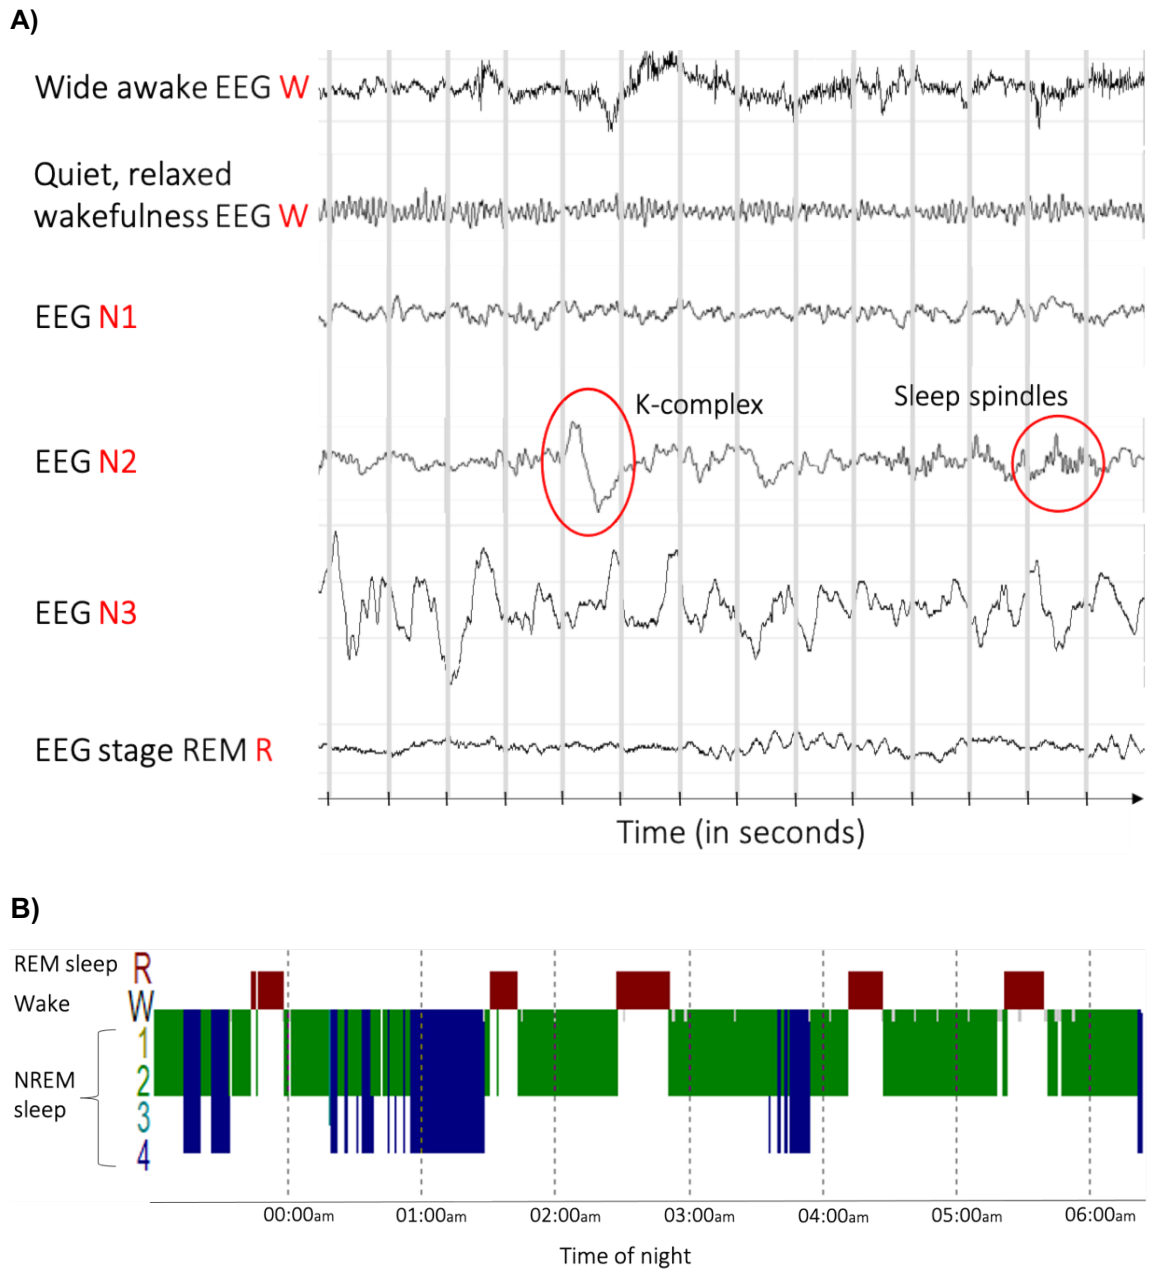 A)
Wide awake EEG W
Quiet, relaxed
wakefulness EEG W
EEG N1
K-complex
Sleep spindles
EEG N2
EEG N3
EEG stage REM R
Time (in seconds)
B)
REM sleep R
Wake W
1
NREM 2
sleep 3
4
00:00am 01:00am 02:00am 03:00am 04:00am 05:00am 06:00am
Time of night